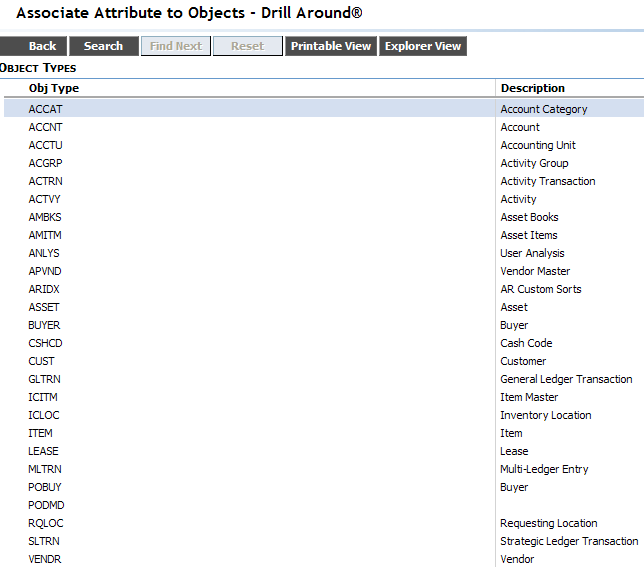 Associate Attribute to Objects - Drill Around®
Back Search Find Next Reset Printable View Explorer View
OBJECT TYPES
Obj Type Description
ACCAT Account Category
ACCNT Account
ACCTU Accounting Unit
ACGRP Activity Group
ACTRN Activity Transaction
ACTVY Activity
AMBKS Asset Books
AMITM Asset Items
ANLYS User Analysis
APVND Vendor Master
ARIDX AR Custom Sorts
ASSET Asset
BUYER Buyer
CSHCD Cash Code
CUST Customer
GLTRN General Ledger Transaction
ICITM Item Master
ICLOC Inventory Location
ITEM Item
LEASE Lease
MLTRN Multi-Ledger Entry
POBUY Buyer
PODMD
RQLOC Requesting Location
SLTRN Strategic Ledger Transaction
VENDR Vendor